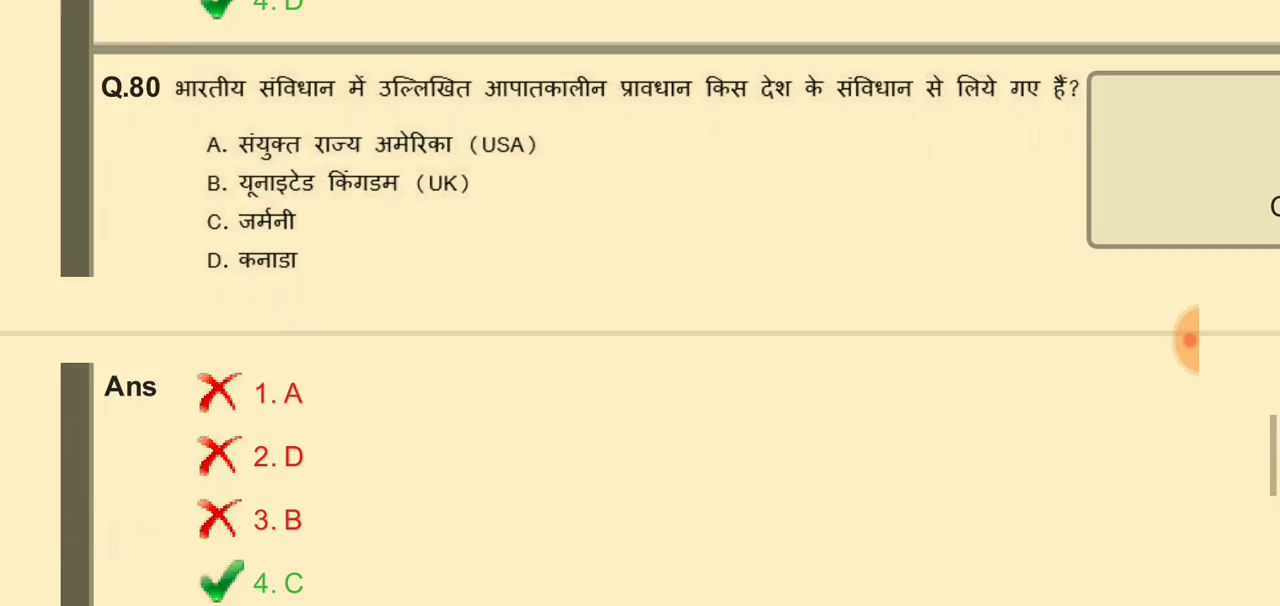 4. D
Q.80 भारतीय संविधान में उल्लिखित आपातकालीन प्रावधान किस देश के संविधान से लिये गए हैं?
A. संयुक्त राज्य अमेरिका (USA)
B. यूनाइटेड किंगडम (UK)
C. जर्मनी
D. कनाडा
Ans
1. A
2. D
3. B
4. C